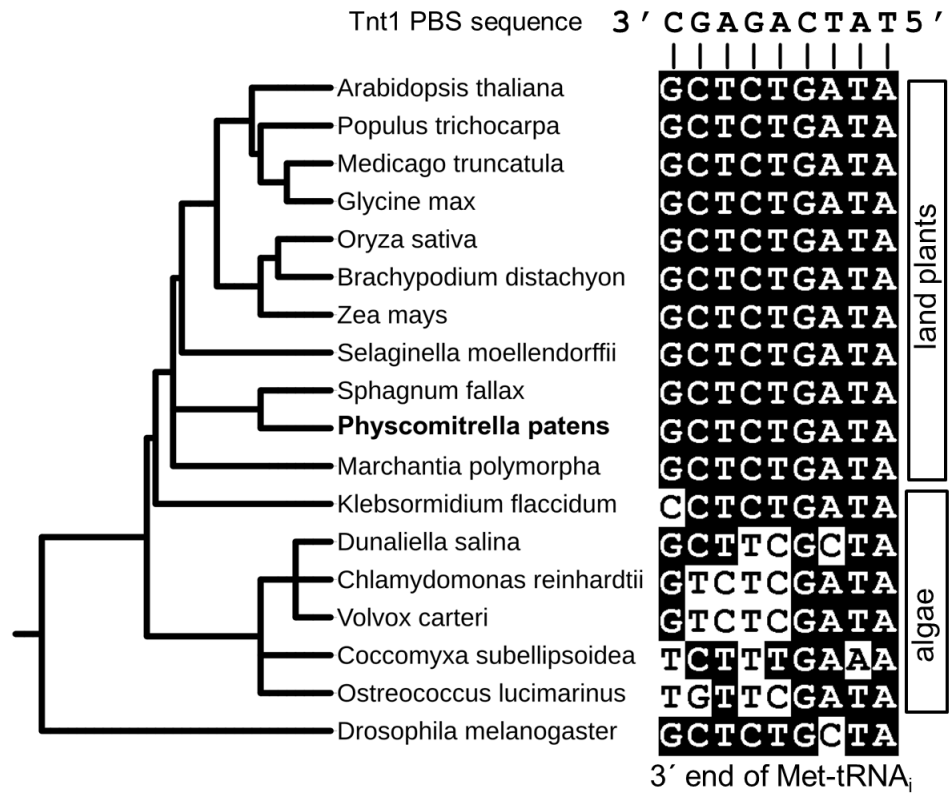 Tnt1 PBS sequence 3 ′ CGAGACTAT 5 ′
Arabidopsis thaliana GCTCTGATA
Populus trichocarpa GCTCTGATA
Medicago truncatula GCTCTGATA
Glycine max GCTCTGATA
Oryza sativa GCTCTGATA
Brachypodium distachyon GCTCTGATA
Zea mays GCTCTGATA
Selaginella moellendorffii GCTCTGATA
Sphagnum fallax GCTCTGATA
Physcomitrella patens GCTCTGATA
Marchantia polymorpha GCTCTGATA
land plants
Klebsormidium flaccidum CCTCTGATA
Dunaliella salina GCTTCGCTA
Chlamydomonas reinhardtii GTCTCGATA
Volvox carteri GTCTCGATA
Coccomyxa subellipsoidea TCTTTGAAA
Ostreococcus lucimarinus TGTTCGATA
algae
Drosophila melanogaster GCTCTGCTA
3´ end of Met-tRNAi